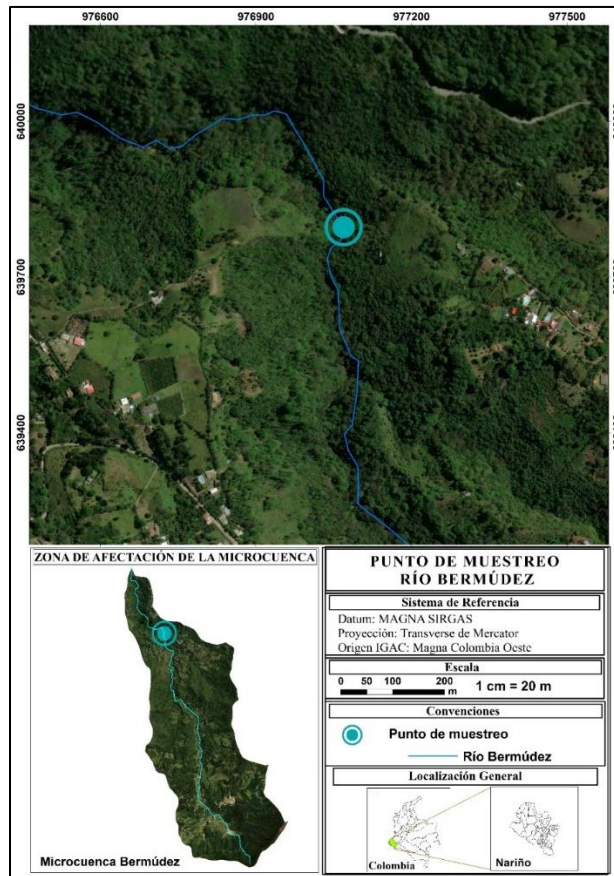 976600 976900 977200 977500
640000
639700
639400
ZONA DE AFECTACIÓN DE LA MICROCUENCA
Microcuenca Bermúdez
PUNTO DE MUESTREO
RÍO BERMÚDEZ
Sistema de Referencia
Datum: MAGNA SIRGAS
Proyección: Transverse de Mercator
Origen IGAC: Magna Colombia Oeste
Escala
0 50 100 200
m
1 cm = 20 m
Convenciones
Punto de muestreo
Río Bermúdez
Localización General
Colombia
Nariño